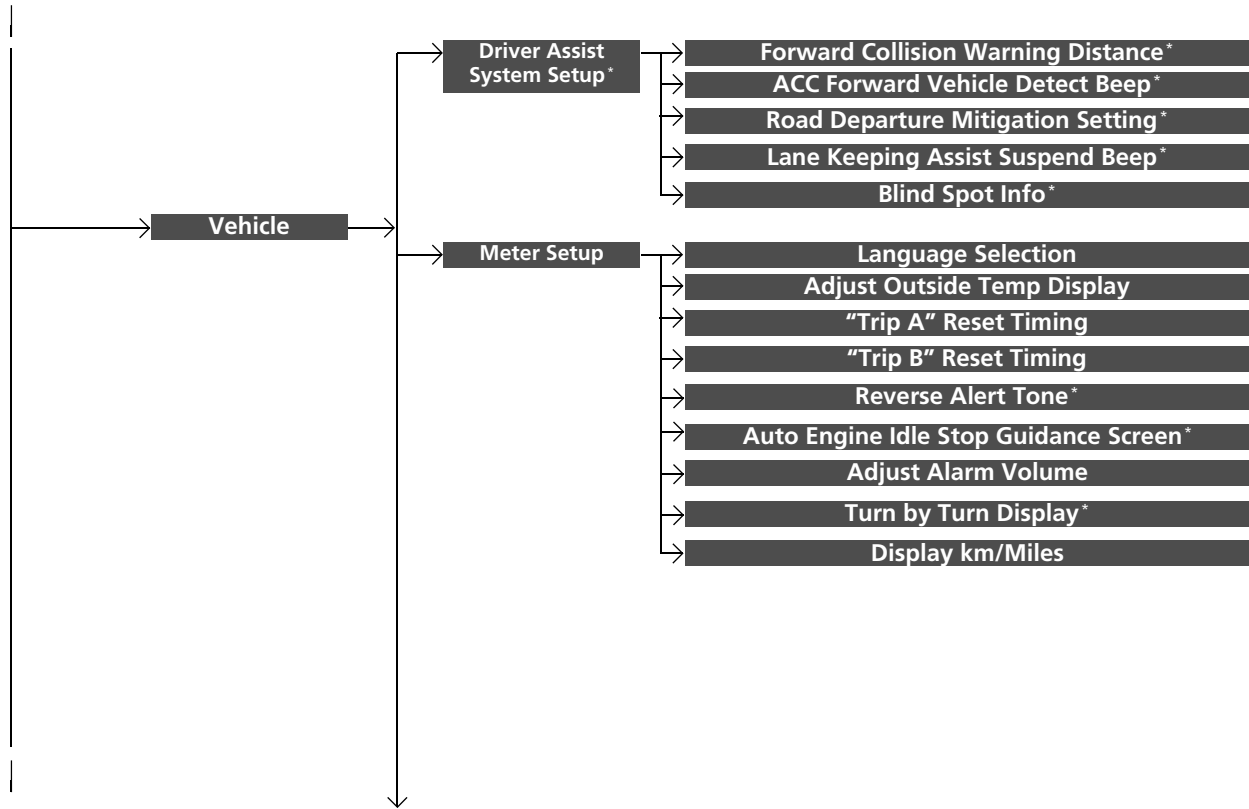 Driver Assist
System Setup*
Forward Collision Warning Distance*
ACC Forward Vehicle Detect Beep*
Road Departure Mitigation Setting*
Lane Keeping Assist Suspend Beep*
Blind Spot Info*
Vehicle
Meter Setup
Language Selection
Adjust Outside Temp Display
“Trip A” Reset Timing
“Trip B” Reset Timing
Reverse Alert Tone*
Auto Engine Idle Stop Guidance Screen*
Adjust Alarm Volume
Turn by Turn Display*
Display km/Miles